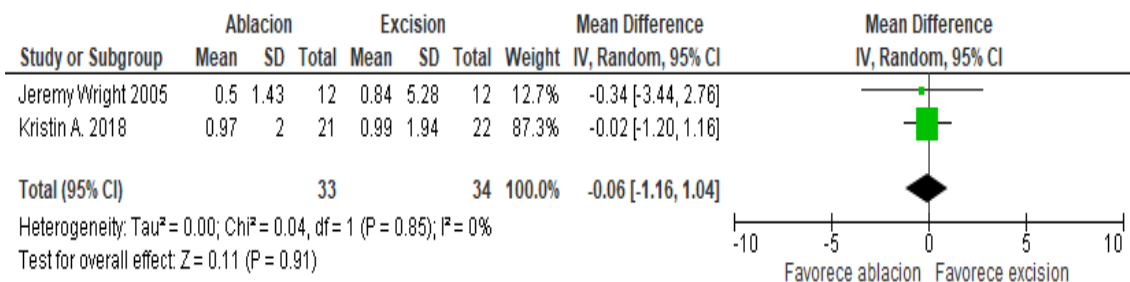 Ablacion Excision Mean Difference Mean Difference
Study or Subgroup Mean SD Total Mean SD Total Weight IV, Random, 95% CI IV, Random, 95% CI
Jeremy Wright 2005 0.5 1.43 12 0.84 5.28 12 12.7% -0.34 [-3.44, 2.76]
Kristin A. 2018 0.97 2 21 0.99 1.94 22 87.3% -0.02 [-1.20, 1.16]
Total (95% CI) 33 34 100.0% -0.06 [-1.16, 1.04]
Heterogeneity: Tau² = 0.00; Chi² = 0.04, df = 1 (P = 0.85); I² = 0%
Test for overall effect: Z = 0.11 (P = 0.91)
-10 -5 0 5 10
Favorece ablacion Favorece excision